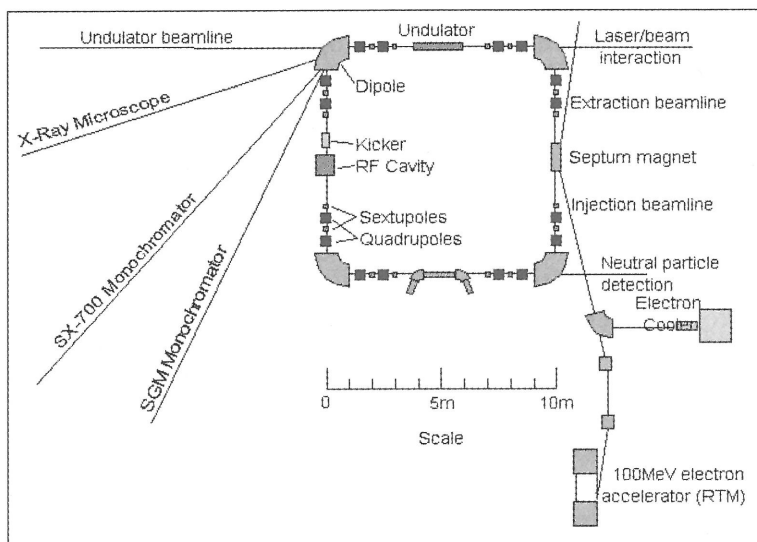 Undulator beamline
Undulator
Laser/beam
interaction
Dipole
X-Ray Microscope
Extraction beamline
Kicker
RF Cavity
Septum magnet
Sextupoles
Quadrupoles
Injection beamline
SX-700 Monochromator
SGM Monochromator
Neutral particle
detection
Electron
Cooler
0
5m
10m
Scale
100MeV electron
accelerator (RTM)